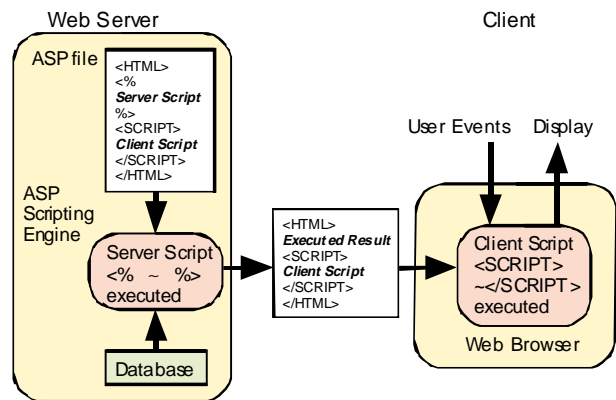 Web Server
Client
ASP file
<HTML>
<%
Server Script
%>
<SCRIPT>
Client Script
</SCRIPT>
</HTML>
User Events
Display
ASP
Scripting
Engine
Server Script
<% ~ %>
executed
<HTML>
Executed Result
<SCRIPT>
Client Script
</SCRIPT>
</HTML>
Client Script
<SCRIPT>
~</SCRIPT>
executed
Web Browser
Database